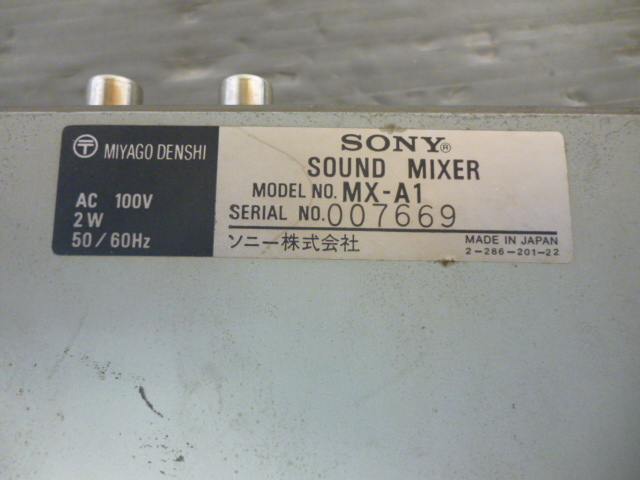 〒 MIYAGO DENSHI
AC 100V
2W
50/60Hz
SONY®
SOUND MIXER
MODEL NO. MX-A1
SERIAL NO. 007669
ソニー株式会社
MADE IN JAPAN
2-286-201-22